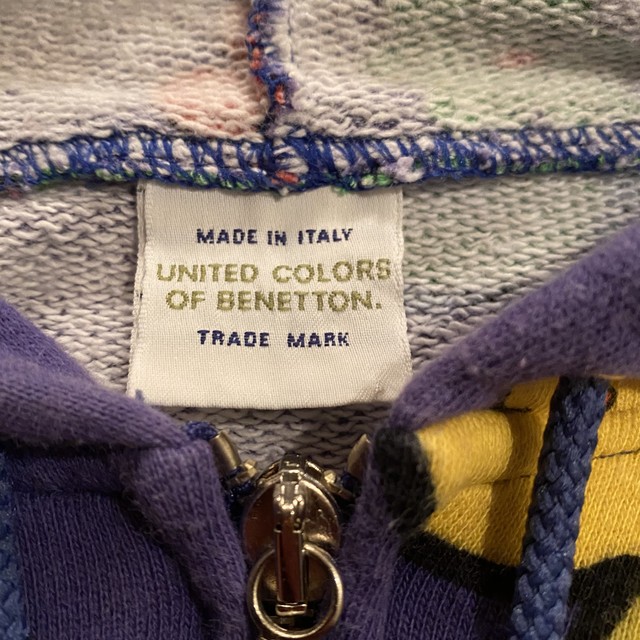 MADE IN ITALY
UNITED COLORS
OF BENETTON.
TRADE MARK